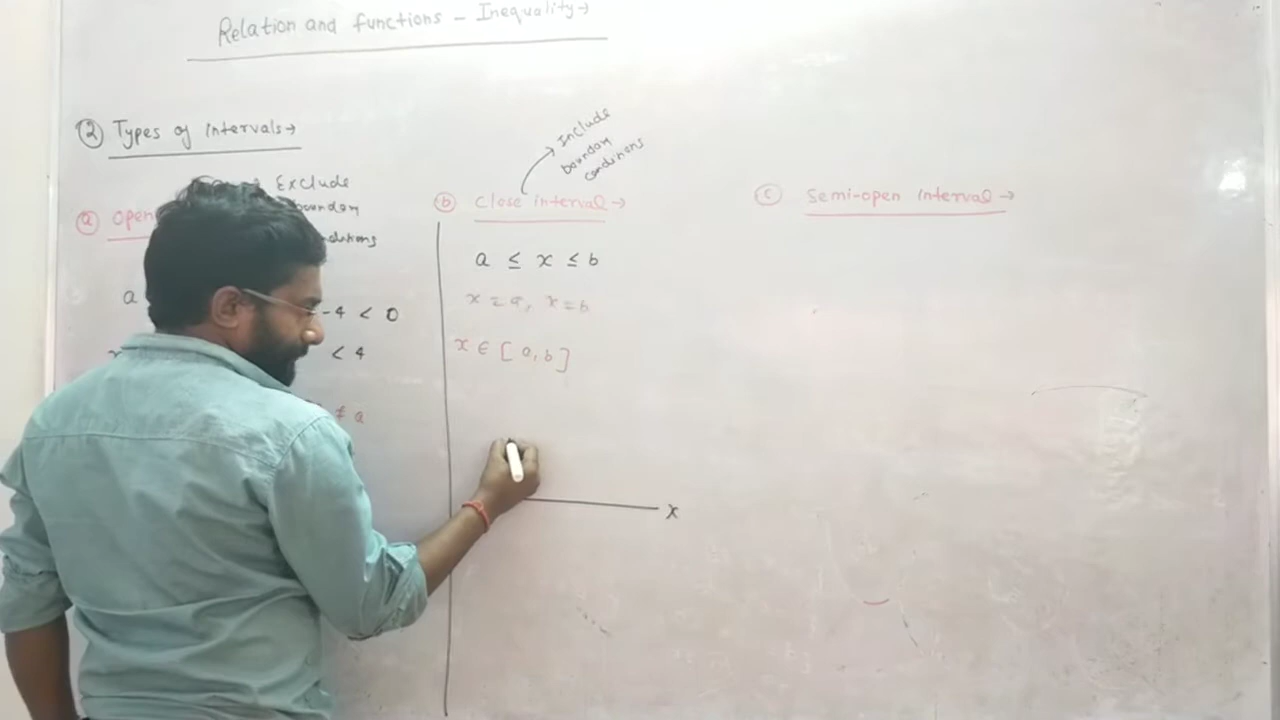 Relation and functions - Inequality→
② Types of intervals→
Exclude
boundary
ⓐ open
a
-4 < 0
< 4
≠ a
Include
boundary
conditions
ⓑ close interval→
a ≤ x ≤ b
x = a, x = b
x ∈ [a, b]
x
ⓒ Semi-open interval→